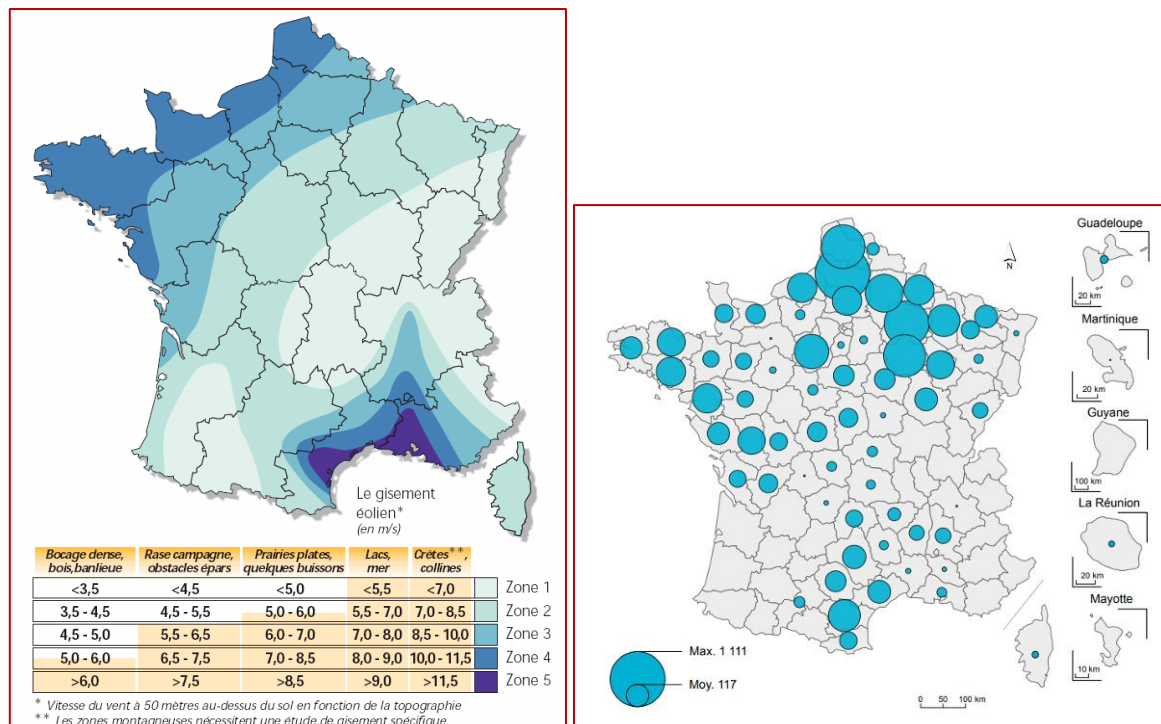 Le gisement
éolien*
(en m/s)
Bocage dense, bois,banlieue Rase campagne, obstacles épars Prairies plates, quelques buissons Lacs, mer Crètes**, collines
<3,5 <4,5 <5,0 <5,5 <7,0 Zone 1
3,5 - 4,5 4,5 - 5,5 5,0 - 6,0 5,5 - 7,0 7,0 - 8,5 Zone 2
4,5 - 5,0 5,5 - 6,5 6,0 - 7,0 7,0 - 8,0 8,5 - 10,0 Zone 3
5,0 - 6,0 6,5 - 7,5 7,0 - 8,5 8,0 - 9,0 10,0 - 11,5 Zone 4
>6,0 >7,5 >8,5 >9,0 >11,5 Zone 5
* Vitesse du vent à 50 mètres au-dessus du sol en fonction de la topographie
** Les zones montagneuses nécessitent une étude de gisement spécifique
N
Guadeloupe
20 km
Martinique
20 km
Guyane
100 km
La Réunion
20 km
Mayotte
10 km
Max. 1 111
Moy. 117
0 50 100 km